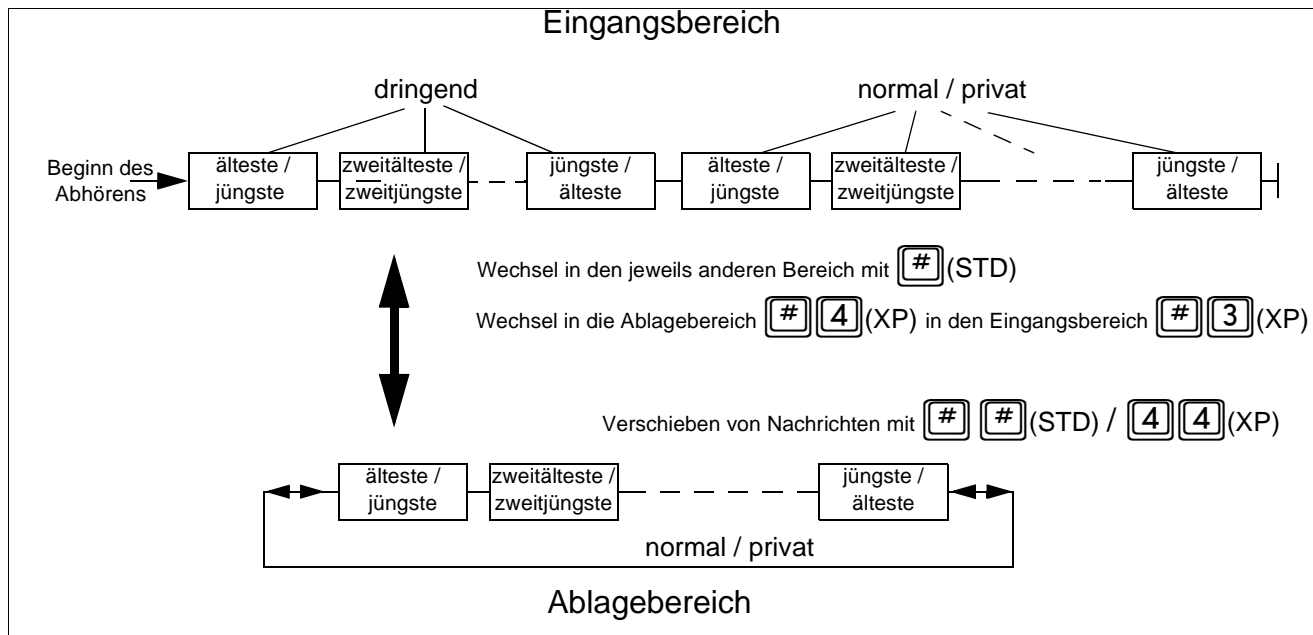 Eingangsbereich
dringend
normal / privat
Beginn des
Abhörens
älteste /
jüngste
zweitälteste /
zweitjüngste
jüngste /
älteste
älteste /
jüngste
zweitälteste /
zweitjüngste
jüngste /
älteste
Wechsel in den jeweils anderen Bereich mit # (STD)
Wechsel in die Ablagebereich # 4 (XP) in den Eingangsbereich # 3 (XP)
Verschieben von Nachrichten mit # # (STD) / 4 4 (XP)
älteste /
jüngste
zweitälteste /
zweitjüngste
jüngste /
älteste
normal / privat
Ablagebereich